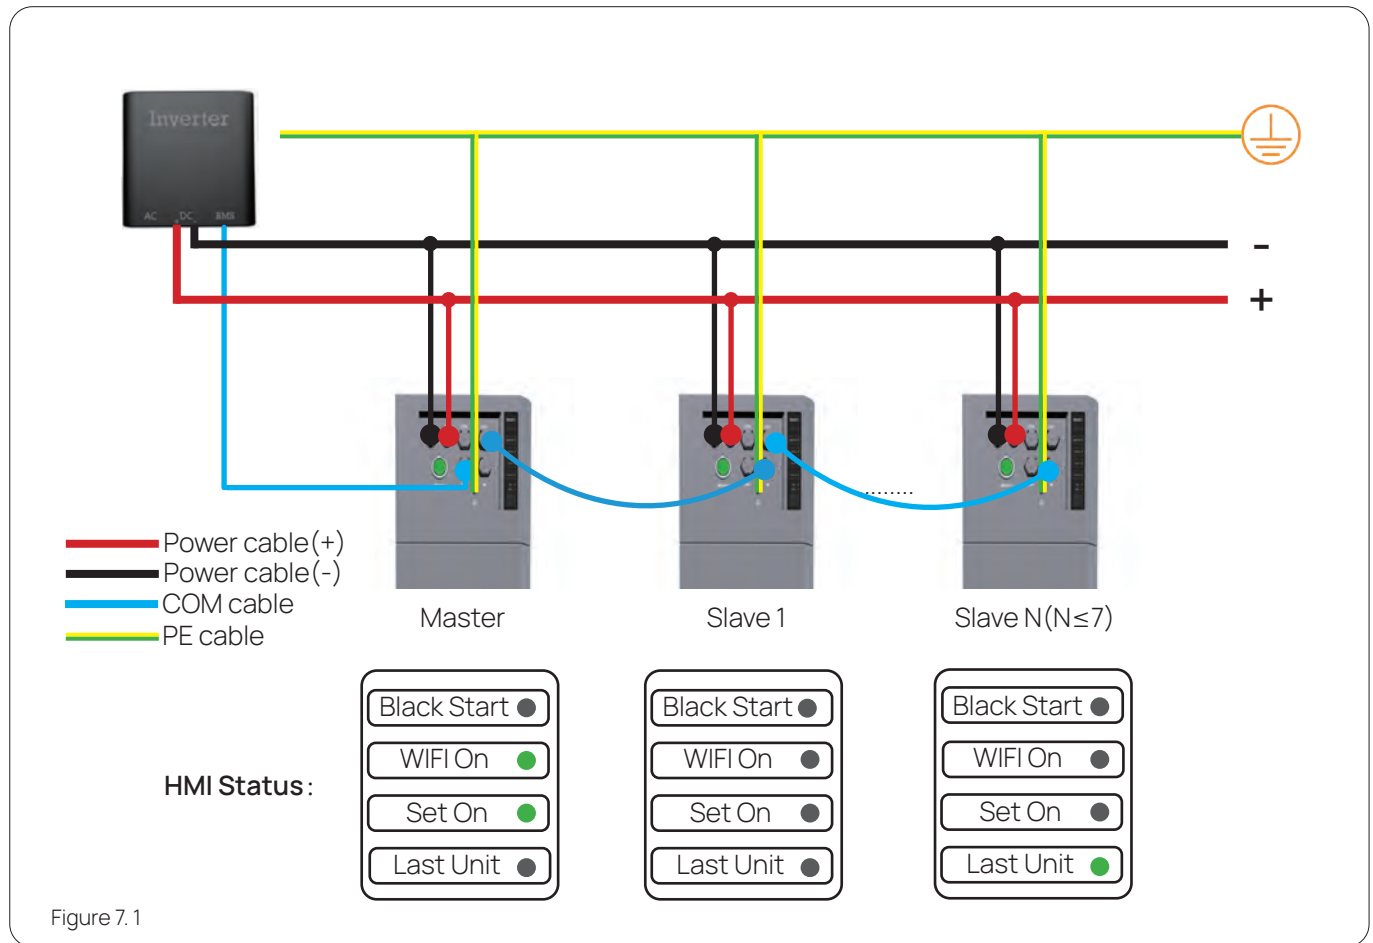 Inverter
AC + DC - BMS
-
+
Power cable(+)
Power cable(-)
COM cable
PE cable
........
Master
Slave 1
Slave N(N≤7)
HMI Status:
Black Start
WIFI On
Set On
Last Unit
Black Start
WIFI On
Set On
Last Unit
Black Start
WIFI On
Set On
Last Unit
Figure 7. 1